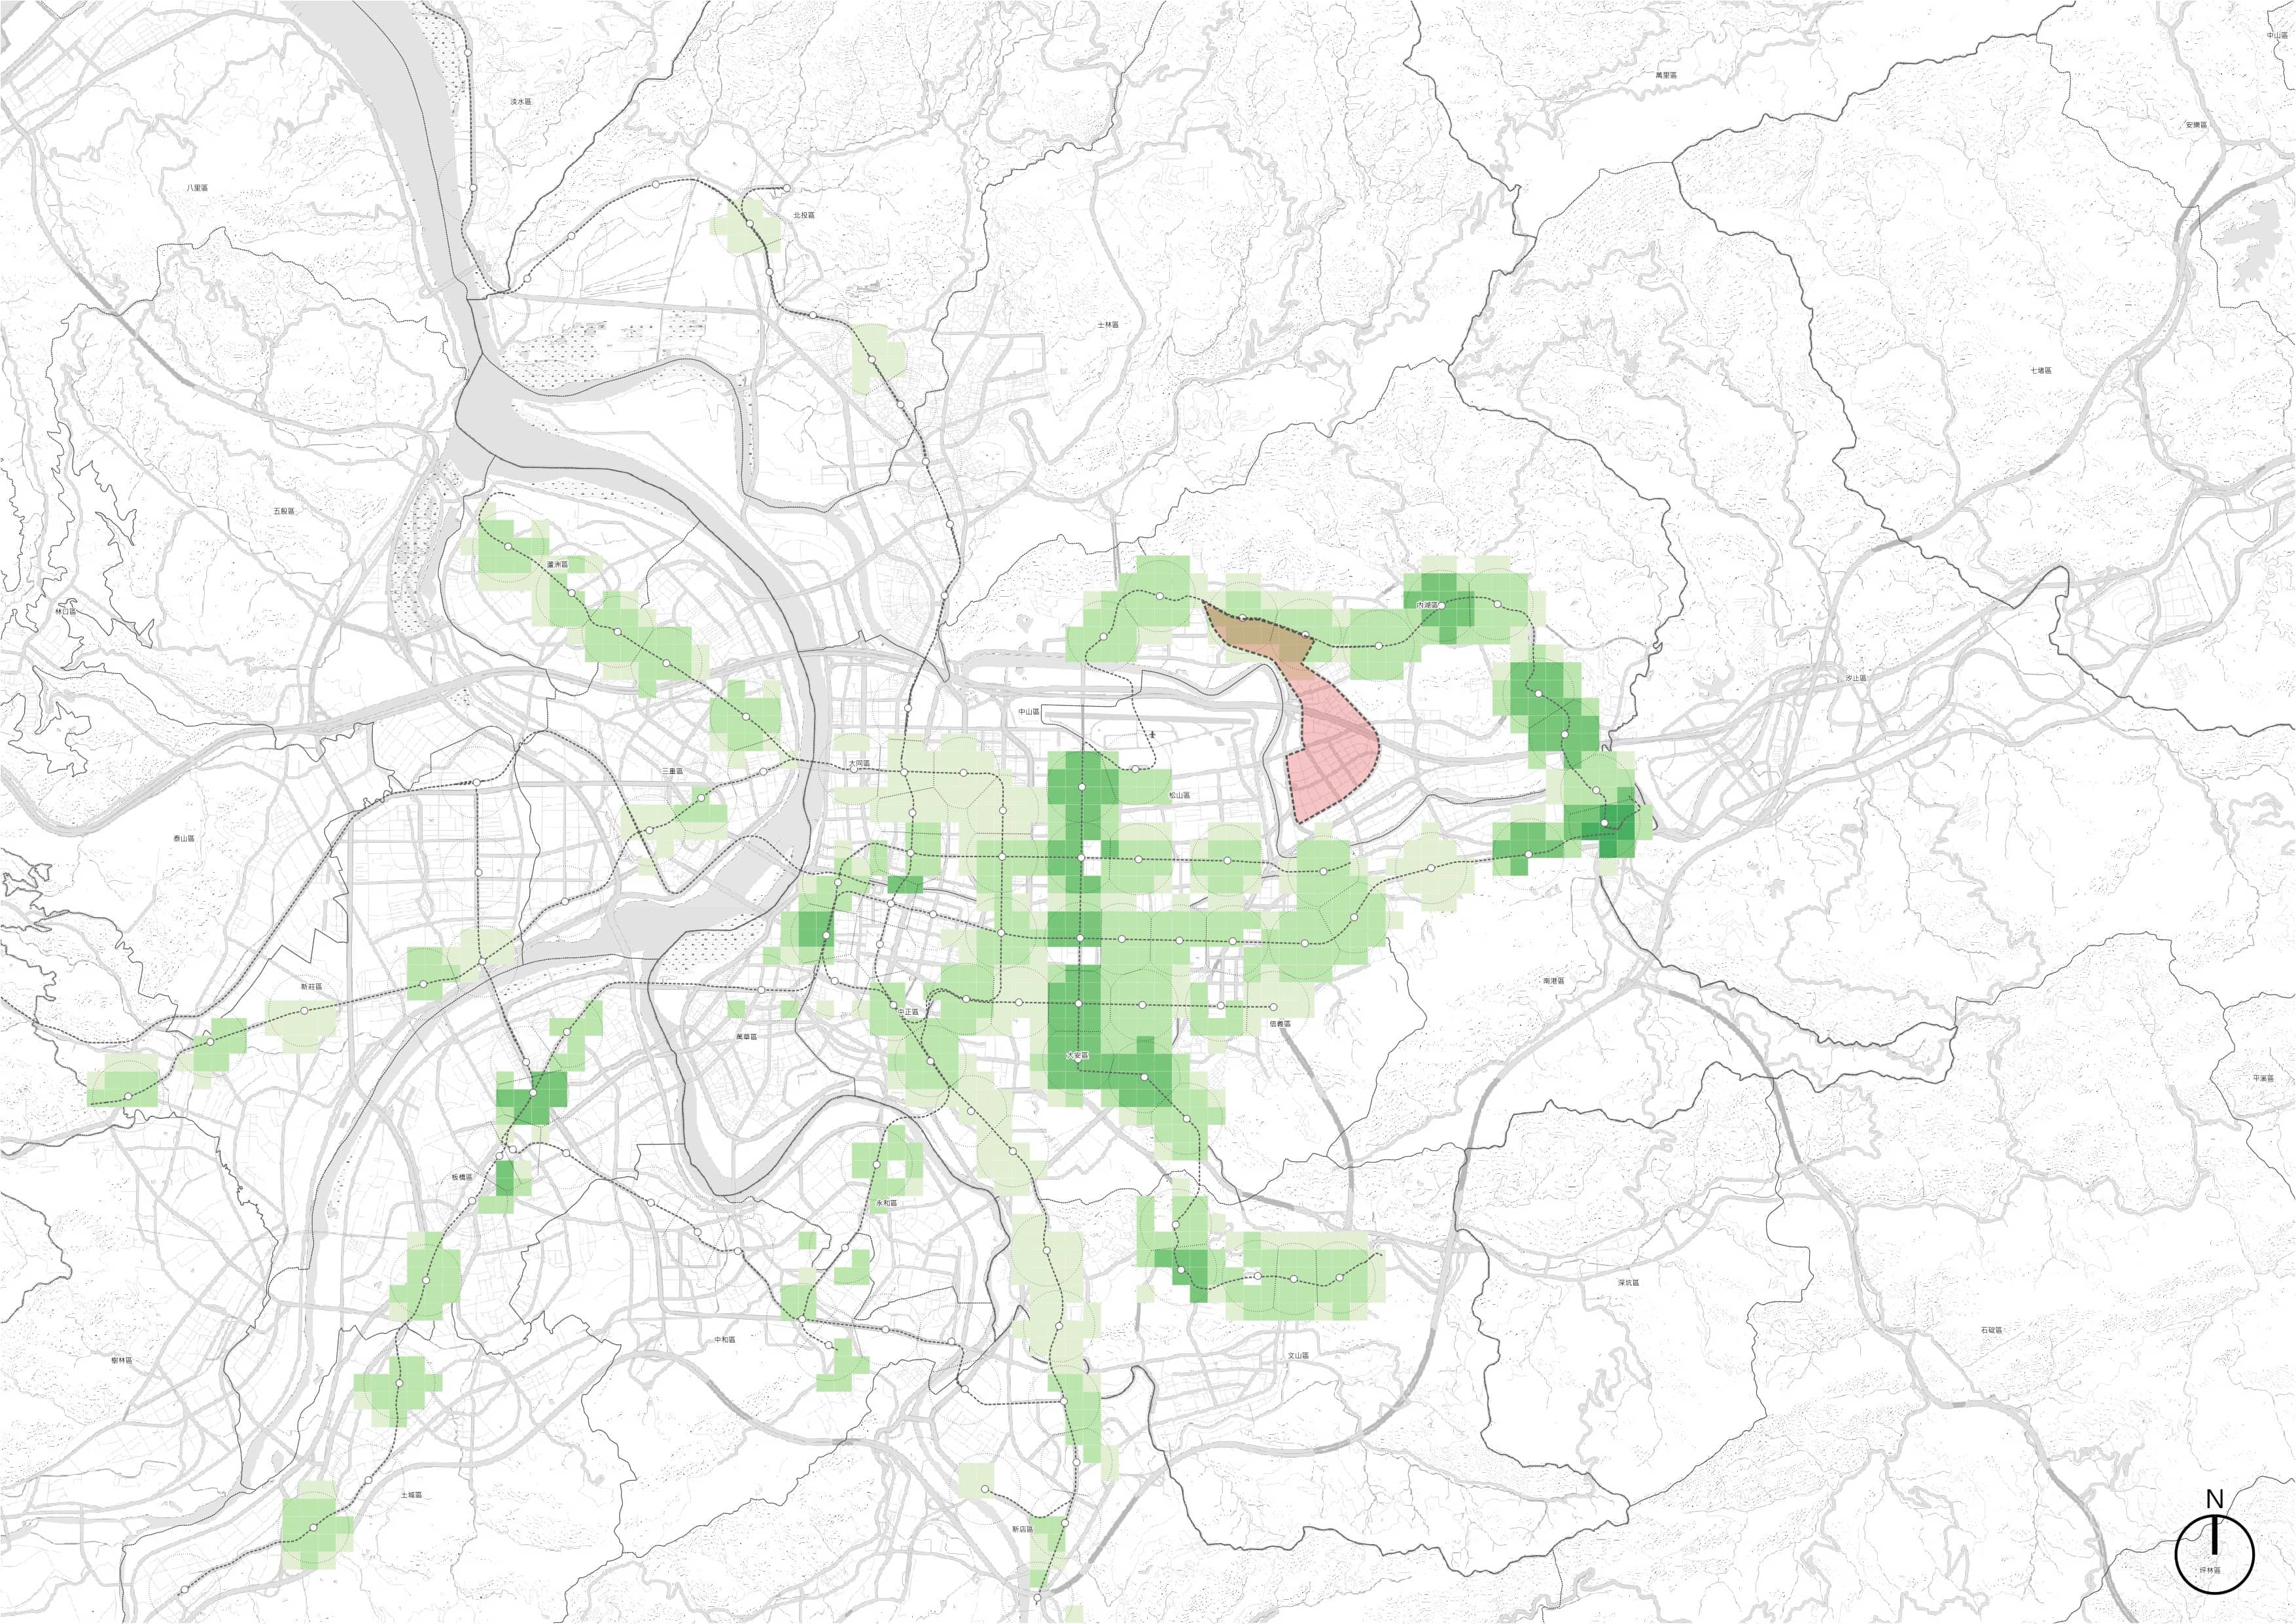 中山區
萬里區
淡水區
安樂區
八里區
北投區
士林區
七堵區
五股區
蘆洲區
內湖區
林口區
汐止區
中山區
大同區
三重區
松山區
泰山區
南港區
新莊區
中正區
信義區
萬華區
大安區
平溪區
板橋區
永和區
深坑區
石碇區
中和區
文山區
樹林區
土城區
N
新店區
坪林區